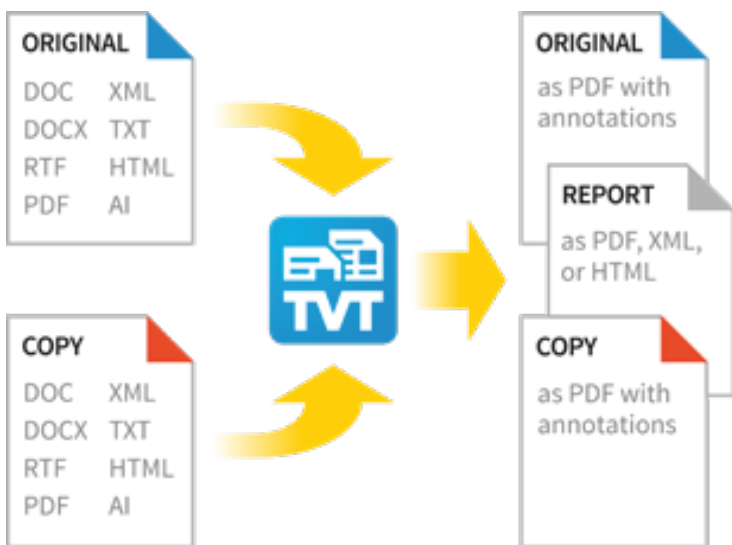 ORIGINAL
DOC XML
DOCX TXT
RTF HTML
PDF AI
COPY
DOC XML
DOCX TXT
RTF HTML
PDF AI
TVT
ORIGINAL
as PDF with
annotations
REPORT
as PDF, XML,
or HTML
COPY
as PDF with
annotations